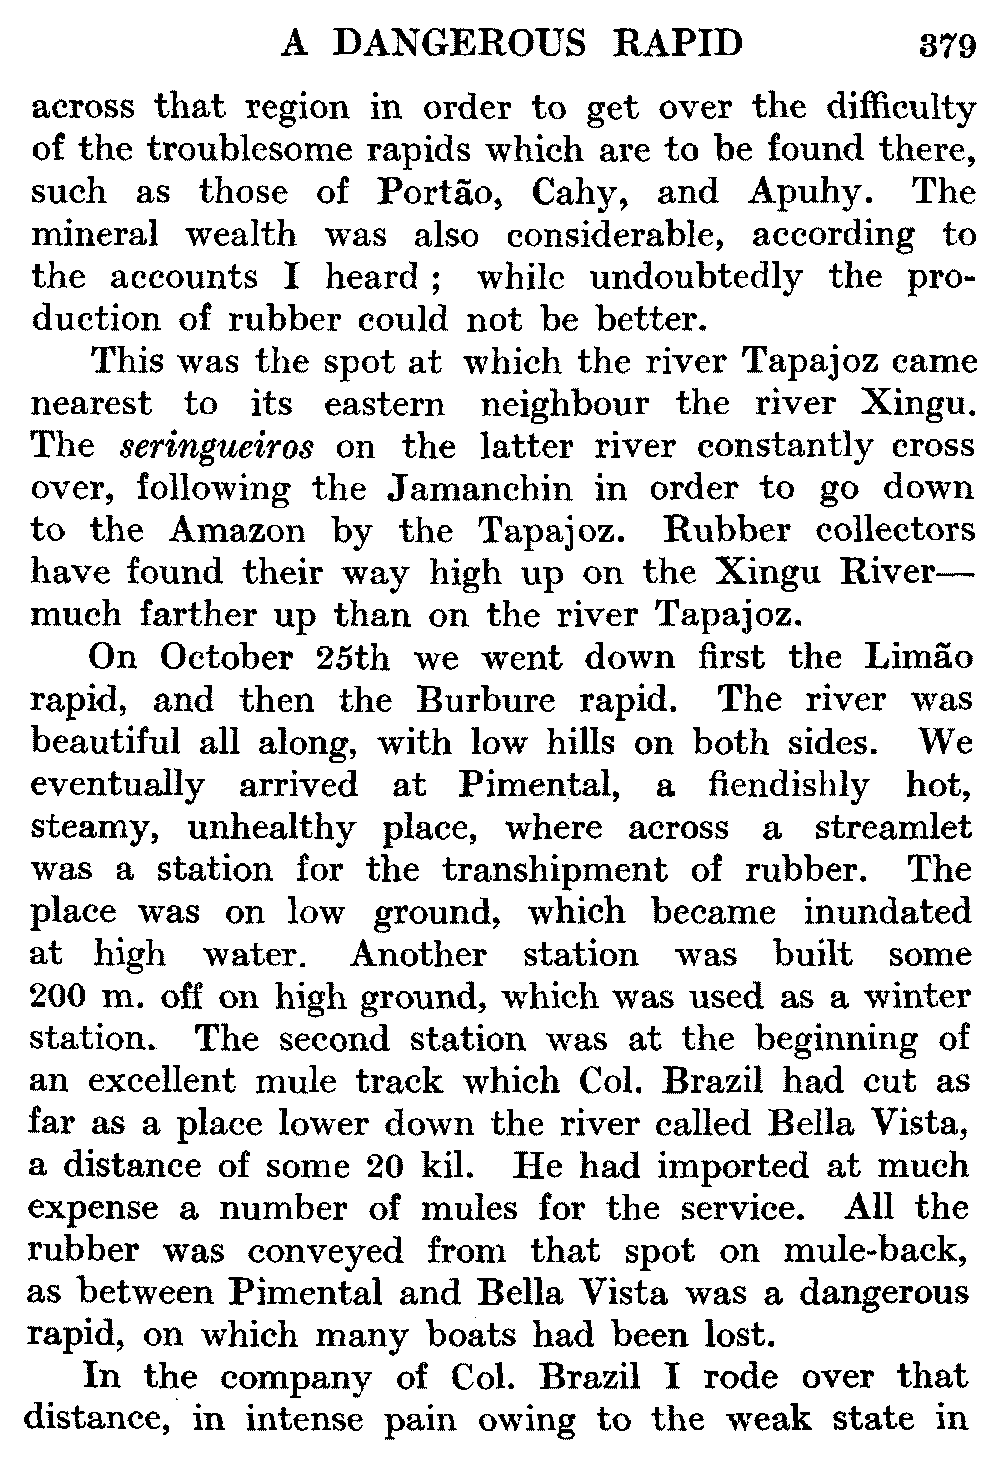 A DANGEROUS RAPID 379
across that region in order to get over the difficulty
of the troublesome rapids which are to be found there,
such as those of Portão, Cahy, and Apuhy. The
mineral wealth was also considerable, according to
the accounts I heard ; while undoubtedly the pro-
duction of rubber could not be better.
This was the spot at which the river Tapajoz came
nearest to its eastern neighbour the river Xingu.
The seringueiros on the latter river constantly cross
over, following the Jamanchin in order to go down
to the Amazon by the Tapajoz. Rubber collectors
have found their way high up on the Xingu River—
much farther up than on the river Tapajoz.
On October 25th we went down first the Limão
rapid, and then the Burbure rapid. The river was
beautiful all along, with low hills on both sides. We
eventually arrived at Pimental, a fiendishly hot,
steamy, unhealthy place, where across a streamlet
was a station for the transhipment of rubber. The
place was on low ground, which became inundated
at high water. Another station was built some
200 m. off on high ground, which was used as a winter
station. The second station was at the beginning of
an excellent mule track which Col. Brazil had cut as
far as a place lower down the river called Bella Vista,
a distance of some 20 kil. He had imported at much
expense a number of mules for the service. All the
rubber was conveyed from that spot on mule-back,
as between Pimental and Bella Vista was a dangerous
rapid, on which many boats had been lost.
In the company of Col. Brazil I rode over that
distance, in intense pain owing to the weak state in